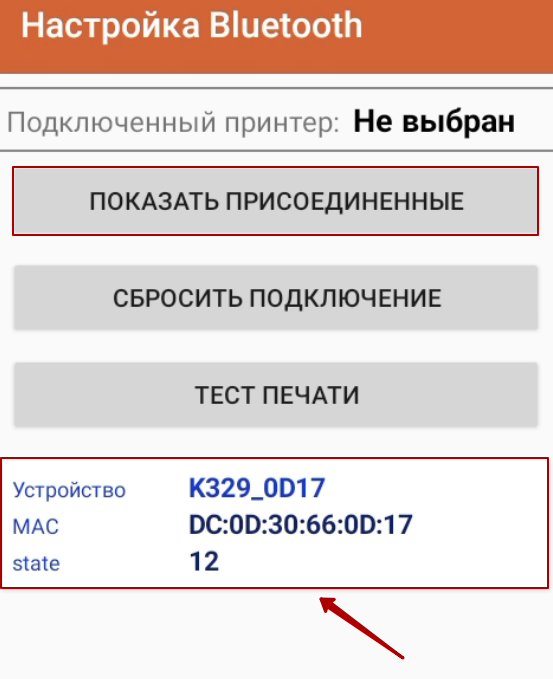 Настройка Bluetooth
Подключенный принтер: Не выбран
ПОКАЗАТЬ ПРИСОЕДИНЕННЫЕ
СБРОСИТЬ ПОДКЛЮЧЕНИЕ
ТЕСТ ПЕЧАТИ
Устройство K329_0D17
MAC DC:0D:30:66:0D:17
state 12